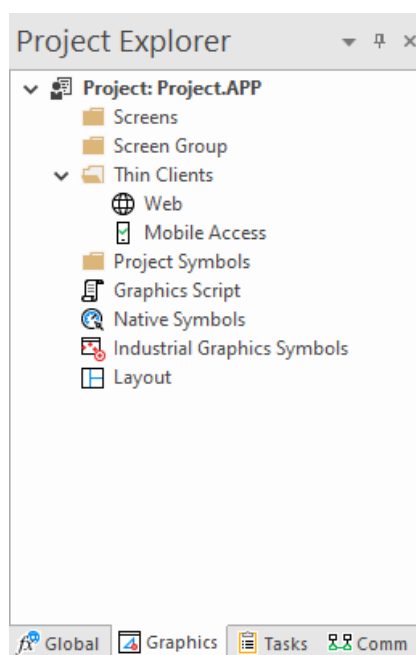 Project Explorer
Project: Project.APP
Screens
Screen Group
Thin Clients
Web
Mobile Access
Project Symbols
Graphics Script
Native Symbols
Industrial Graphics Symbols
Layout
fx Global Graphics Tasks Comm